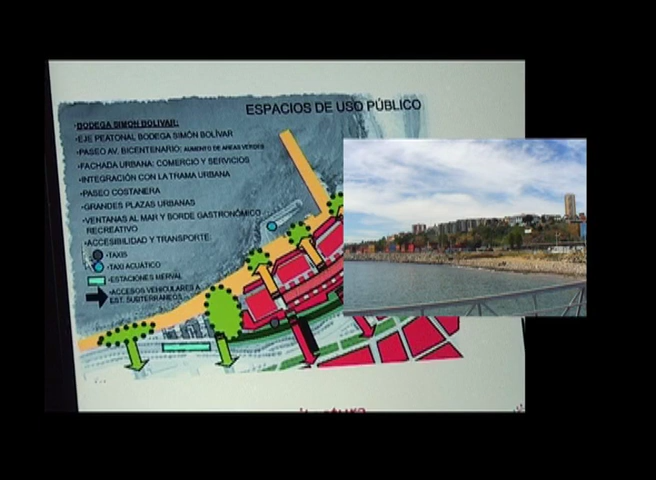 ESPACIOS DE USO PÚBLICO
•BODEGA SIMON BOLIVAR:
•EJE PEATONAL BODEGA SIMÓN BOLÍVAR
•PASEO AV. BICENTENARIO: AUMENTO DE AREAS VERDES
•FACHADA URBANA: COMERCIO Y SERVICIOS
•INTEGRACIÓN CON LA TRAMA URBANA
•PASEO COSTANERA
•GRANDES PLAZAS URBANAS
•VENTANAS AL MAR Y BORDE GASTRONÓMICO
RECREATIVO
•ACCESIBILIDAD Y TRANSPORTE:
•TAXIS
•TAXI ACUÁTICO
•ESTACIONES MERVAL
•ACCESOS VEHICULARES A
EST. SUBTERRÁNEOS